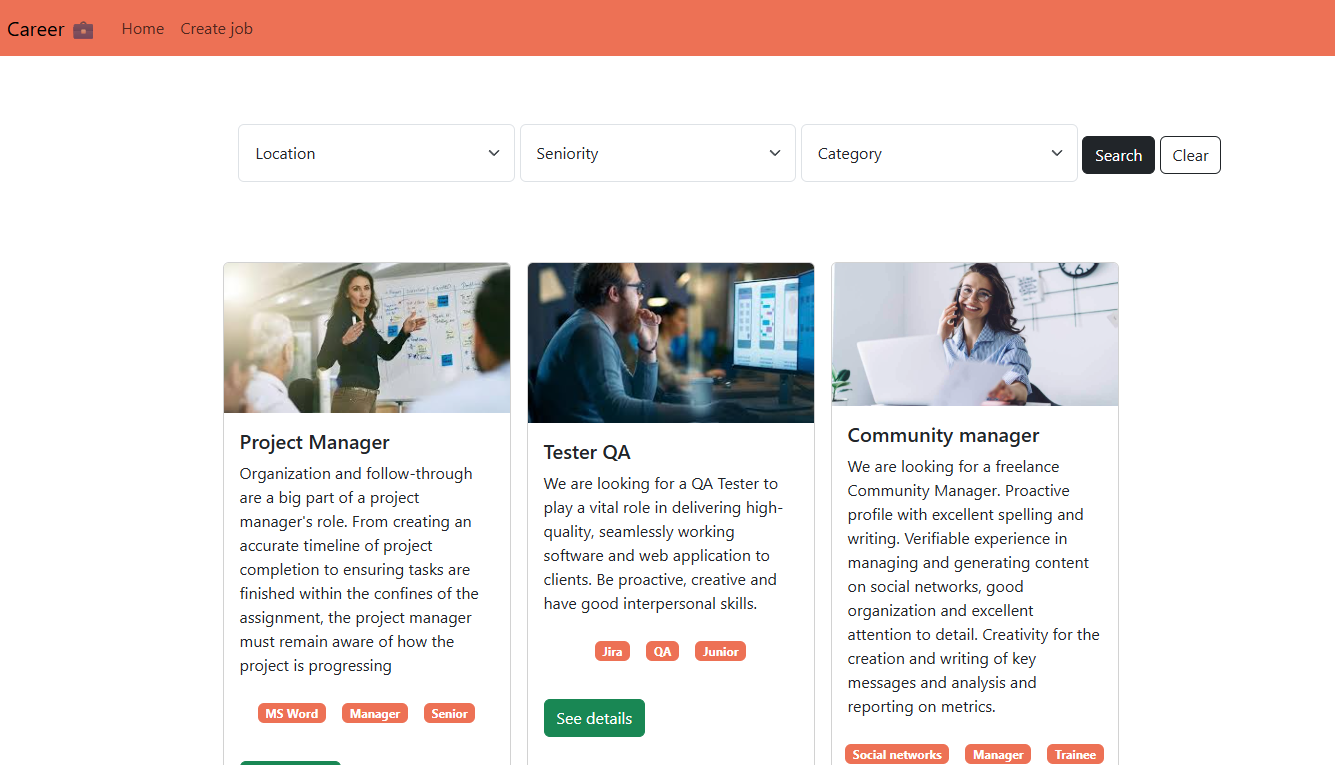 Career Home Create job
Location Seniority Category Search Clear
Project Manager
Organization and follow-through
are a big part of a project
manager's role. From creating an
accurate timeline of project
completion to ensuring tasks are
finished within the confines of the
assignment, the project manager
must remain aware of how the
project is progressing
MS Word Manager Senior
Tester QA
We are looking for a QA Tester to
play a vital role in delivering high-
quality, seamlessly working
software and web application to
clients. Be proactive, creative and
have good interpersonal skills.
Jira QA Junior
See details
Community manager
We are looking for a freelance
Community Manager. Proactive
profile with excellent spelling and
writing. Verifiable experience in
managing and generating content
on social networks, good
organization and excellent
attention to detail. Creativity for the
creation and writing of key
messages and analysis and
reporting on metrics.
Social networks Manager Trainee